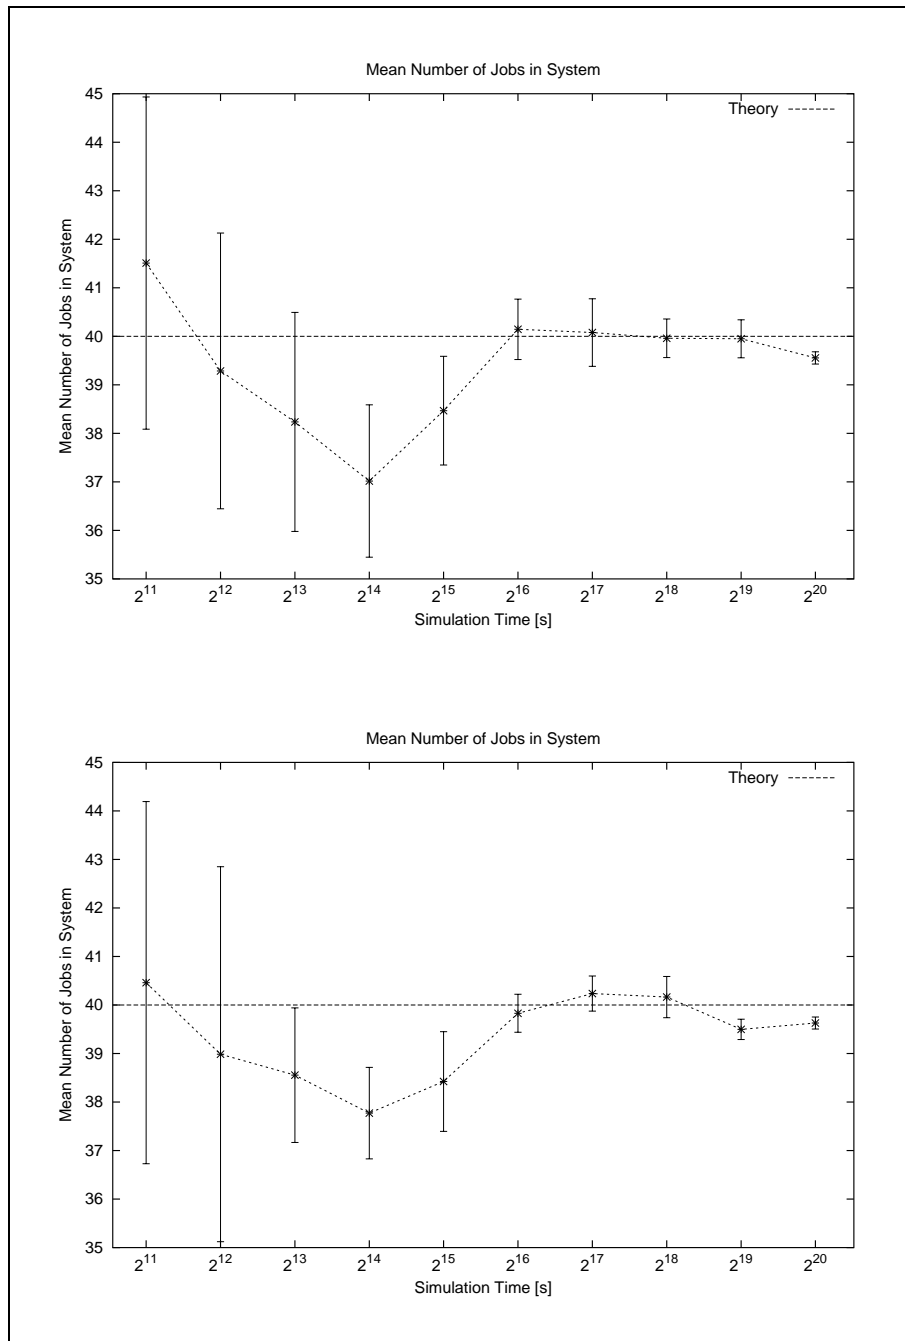 Mean Number of Jobs in System
Theory
Mean Number of Jobs in System
45
44
43
42
41
40
39
38
37
36
35
2^11 2^12 2^13 2^14 2^15 2^16 2^17 2^18 2^19 2^20
Simulation Time [s]
Mean Number of Jobs in System
Theory
Mean Number of Jobs in System
45
44
43
42
41
40
39
38
37
36
35
2^11 2^12 2^13 2^14 2^15 2^16 2^17 2^18 2^19 2^20
Simulation Time [s]